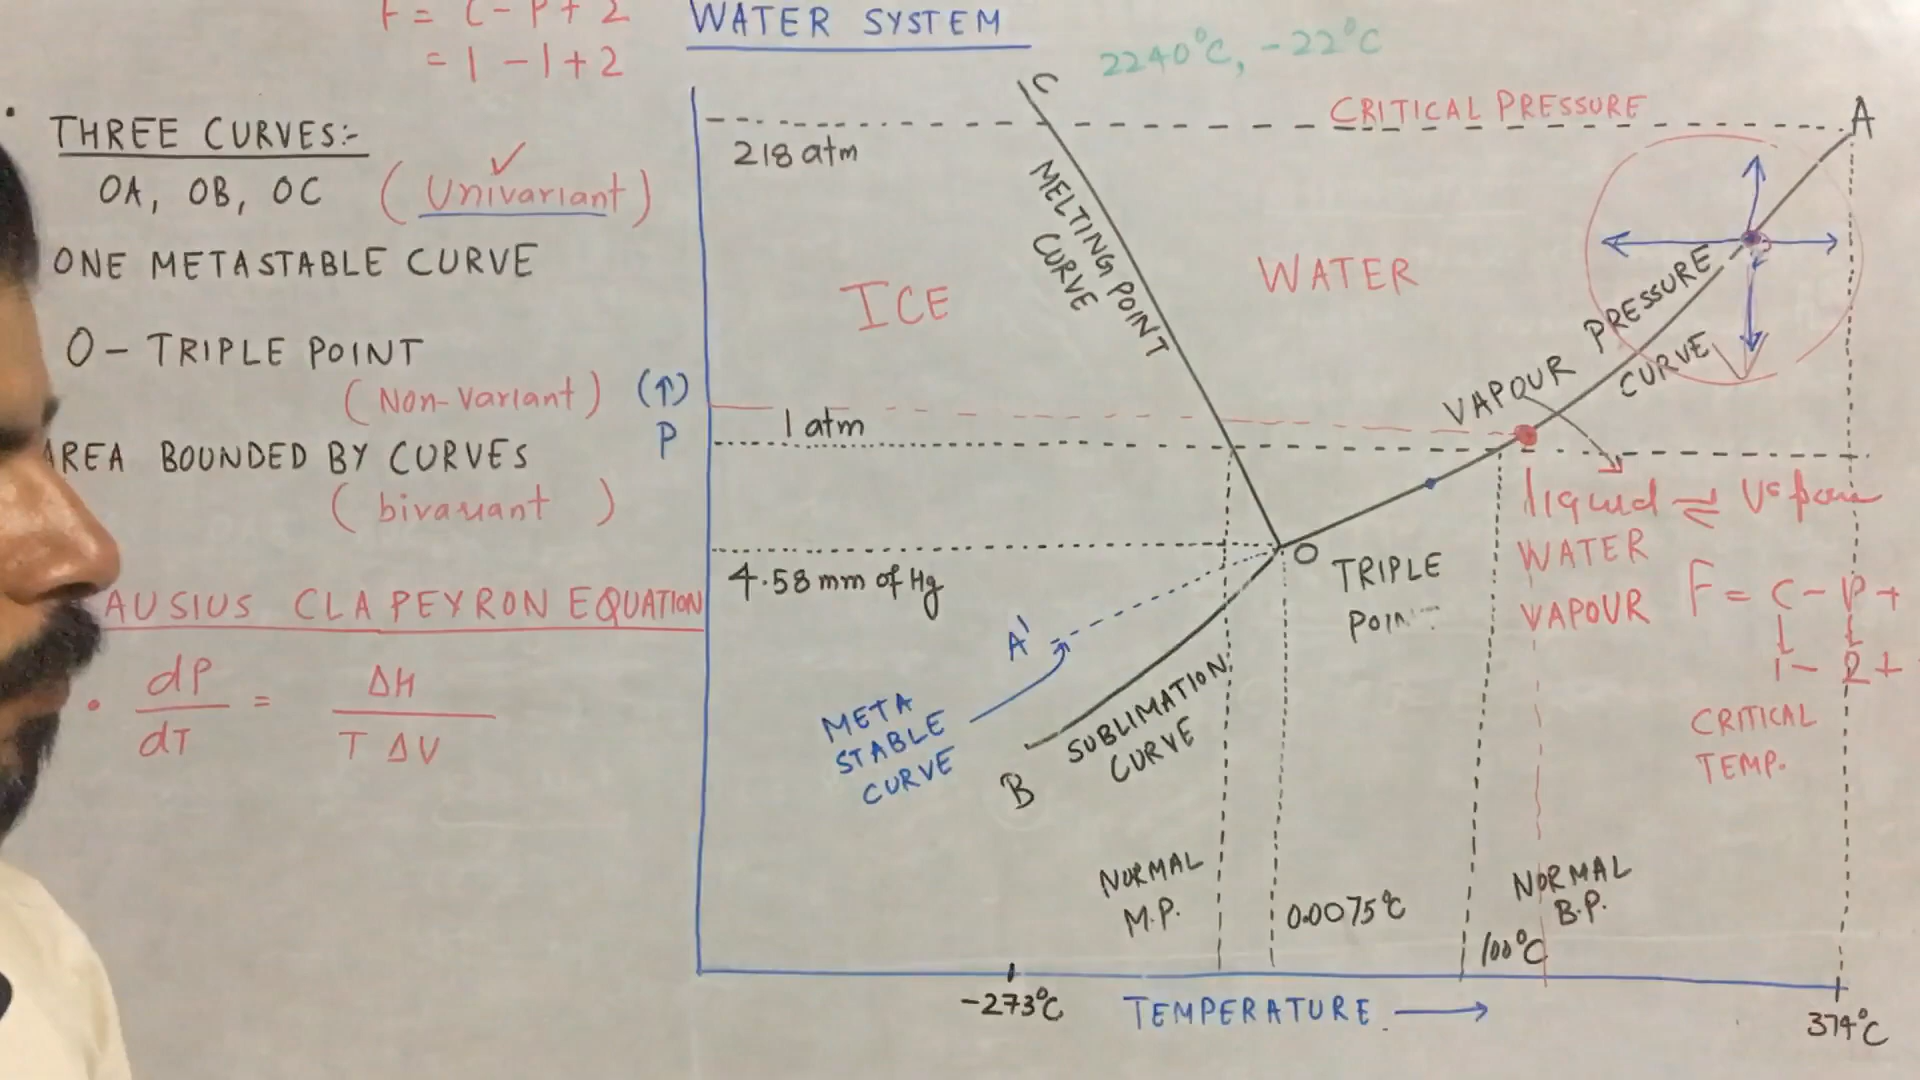 F = C - P + 2
= 1 - 1 + 2
WATER SYSTEM
2240°C, -22°C
THREE CURVES:-
OA, OB, OC (Univariant)
ONE METASTABLE CURVE
O - TRIPLE POINT
(Non-Variant)
AREA BOUNDED BY CURVES
(bivariant)
AUSIUS CLAPEYRON EQUATION
dP/dT = ΔH/TΔV
C
CRITICAL PRESSURE
A
218 atm
MELTING POINT
CURVE
ICE
WATER
VAPOUR PRESSURE
CURVE
(↑)
P
1 atm
liquid ⇌
WATER
VAPOUR
F = C - P +
1 - 2 +
O
TRIPLE
POINT
4.58 mm of Hg
A'
META
STABLE
CURVE
B
SUBLIMATION
CURVE
CRITICAL
TEMP.
NORMAL
M.P.
0.0075°C
NORMAL
B.P.
100°C
-273°C
TEMPERATURE →
374°C